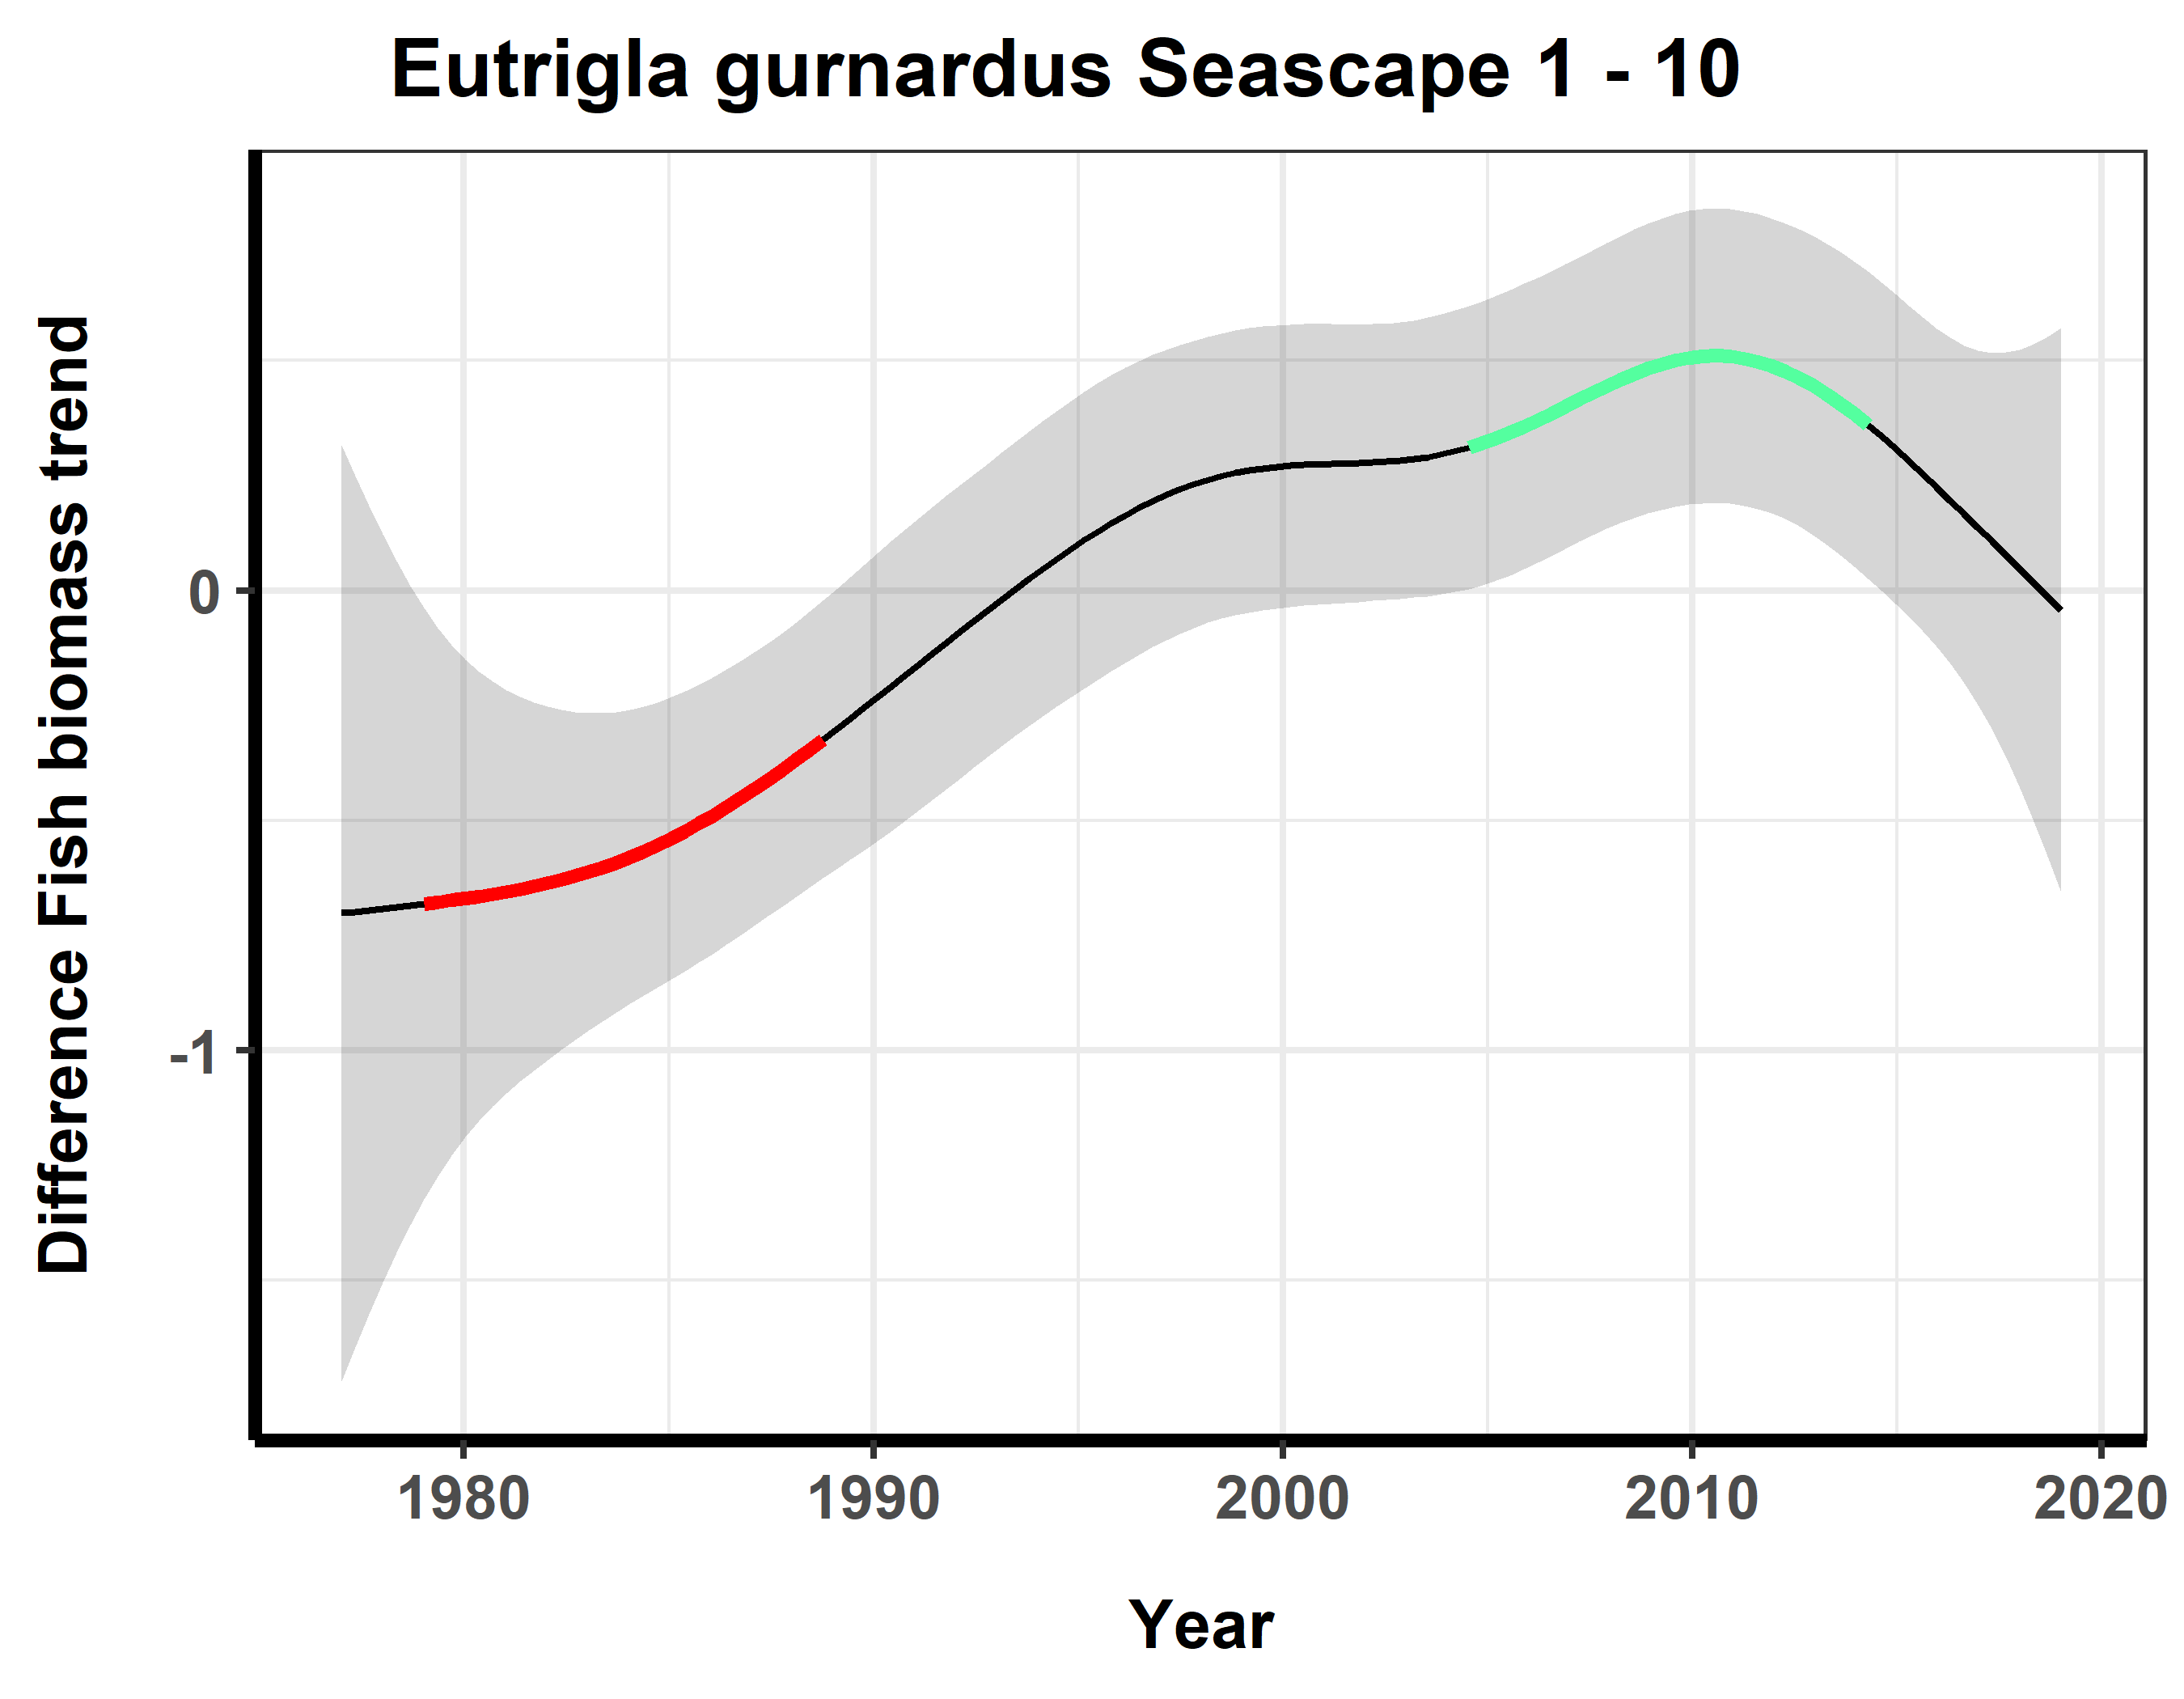 Eutrigla gurnardus Seascape 1 - 10
Difference Fish biomass trend
0
-1
1980 1990 2000 2010 2020
Year